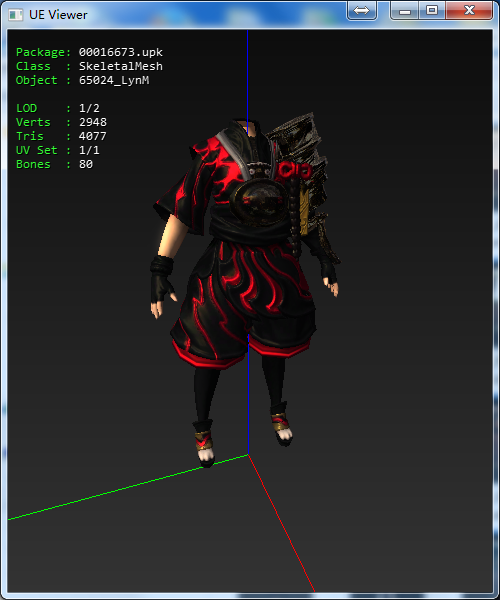 UE Viewer
Package: 00016673.upk
Class : SkeletalMesh
Object : 65024_LynM
LOD : 1/2
Verts : 2948
Tris : 4077
UV Set : 1/1
Bones : 80